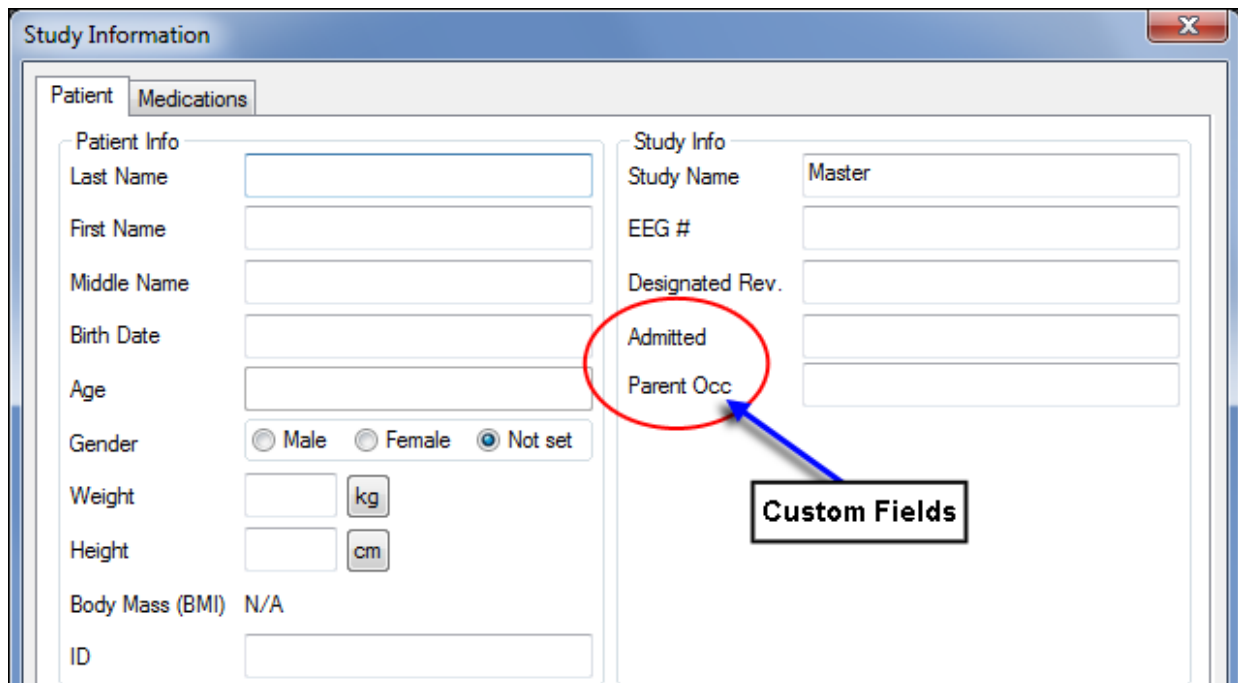 Study Information
X
Patient
Medications
Patient Info
Last Name
First Name
Middle Name
Birth Date
Age
Gender
Male
Female
Not set
Weight
kg
Height
cm
Body Mass (BMI)
N/A
ID
Study Info
Study Name
Master
EEG #
Designated Rev.
Admitted
Parent Occ
Custom Fields